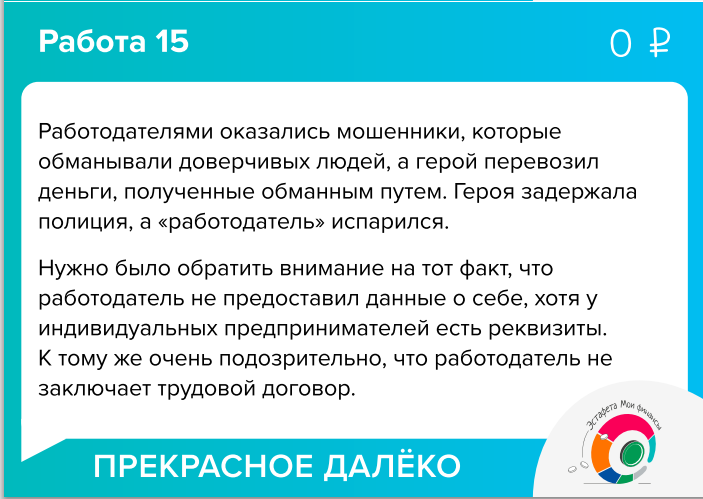 Работа 15
0 ₽
Работодателями оказались мошенники, которые
обманывали доверчивых людей, а герой перевозил
деньги, полученные обманным путем. Героя задержала
полиция, а «работодатель» испарился.
Нужно было обратить внимание на тот факт, что
работодатель не предоставил данные о себе, хотя у
индивидуальных предпринимателей есть реквизиты.
К тому же очень подозрительно, что работодатель не
заключает трудовой договор.
Эстафета Мои финансы
ПРЕКРАСНОЕ ДАЛЁКО